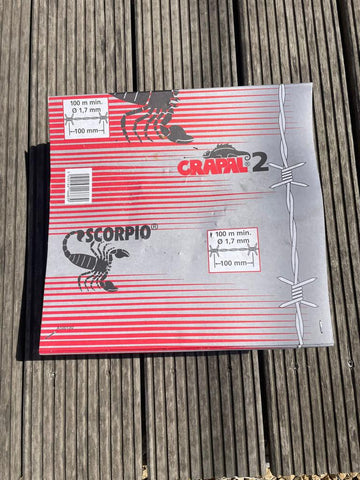 100 m min.
Ø 1,7 mm
100 mm
CRAPAL® 2
SCORPIO®
100 m min.
Ø 1,7 mm
100 mm